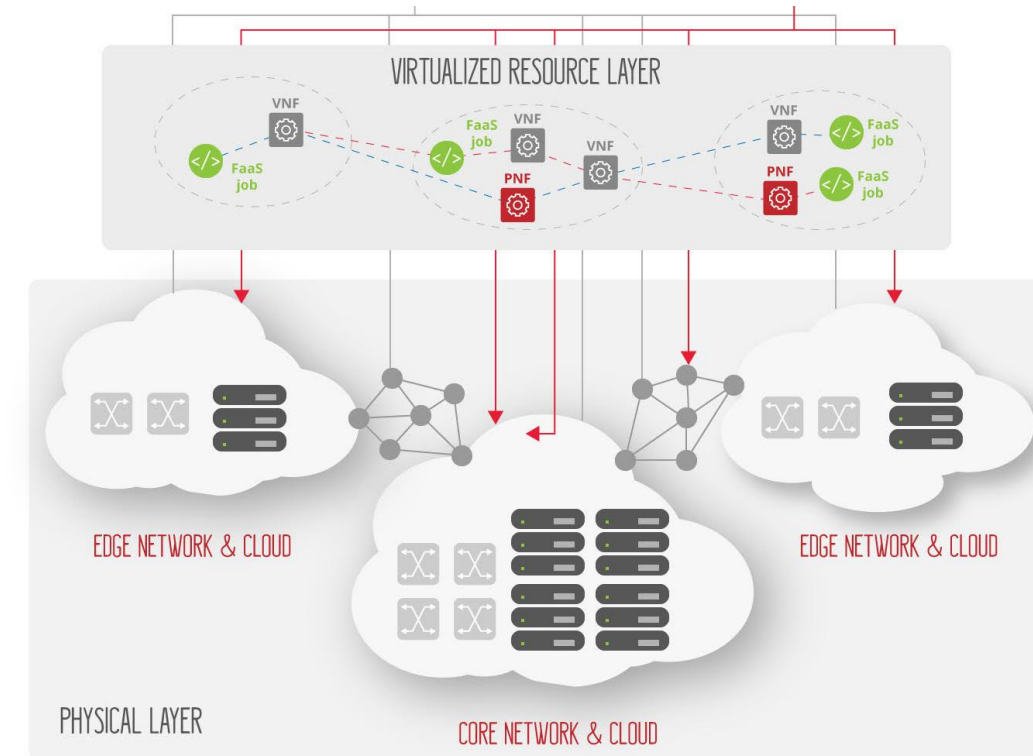 VIRTUALIZED RESOURCE LAYER
VNF
FaaS
job
FaaS
job
VNF
VNF
PNF
VNF
FaaS
job
PNF
FaaS
job
EDGE NETWORK & CLOUD
EDGE NETWORK & CLOUD
PHYSICAL LAYER
CORE NETWORK & CLOUD